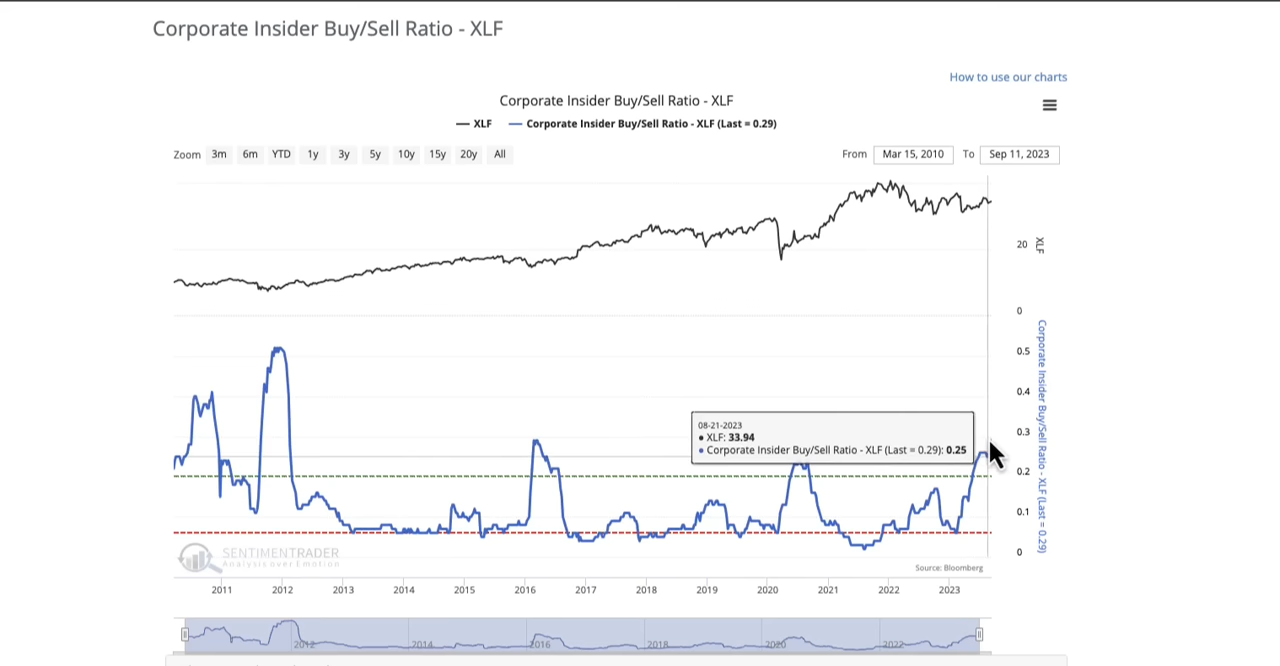 Corporate Insider Buy/Sell Ratio - XLF
How to use our charts
Corporate Insider Buy/Sell Ratio - XLF
XLF Corporate Insider Buy/Sell Ratio - XLF (Last = 0.29)
Zoom 3m 6m YTD 1y 3y 5y 10y 15y 20y All From Mar 15, 2010 To Sep 11, 2023
20
XLF
0
Corporate Insider Buy/Sell Ratio - XLF (Last = 0.29)
0.5
0.4
0.3
0.2
0.1
0
08-21-2023
• XLF: 33.94
• Corporate Insider Buy/Sell Ratio - XLF (Last = 0.29): 0.25
SENTIMENTRADER
Analysis over Emotion
Source: Bloomberg
2011 2012 2013 2014 2015 2016 2017 2018 2019 2020 2021 2022 2023
2012 2014 2016 2018 2020 2022